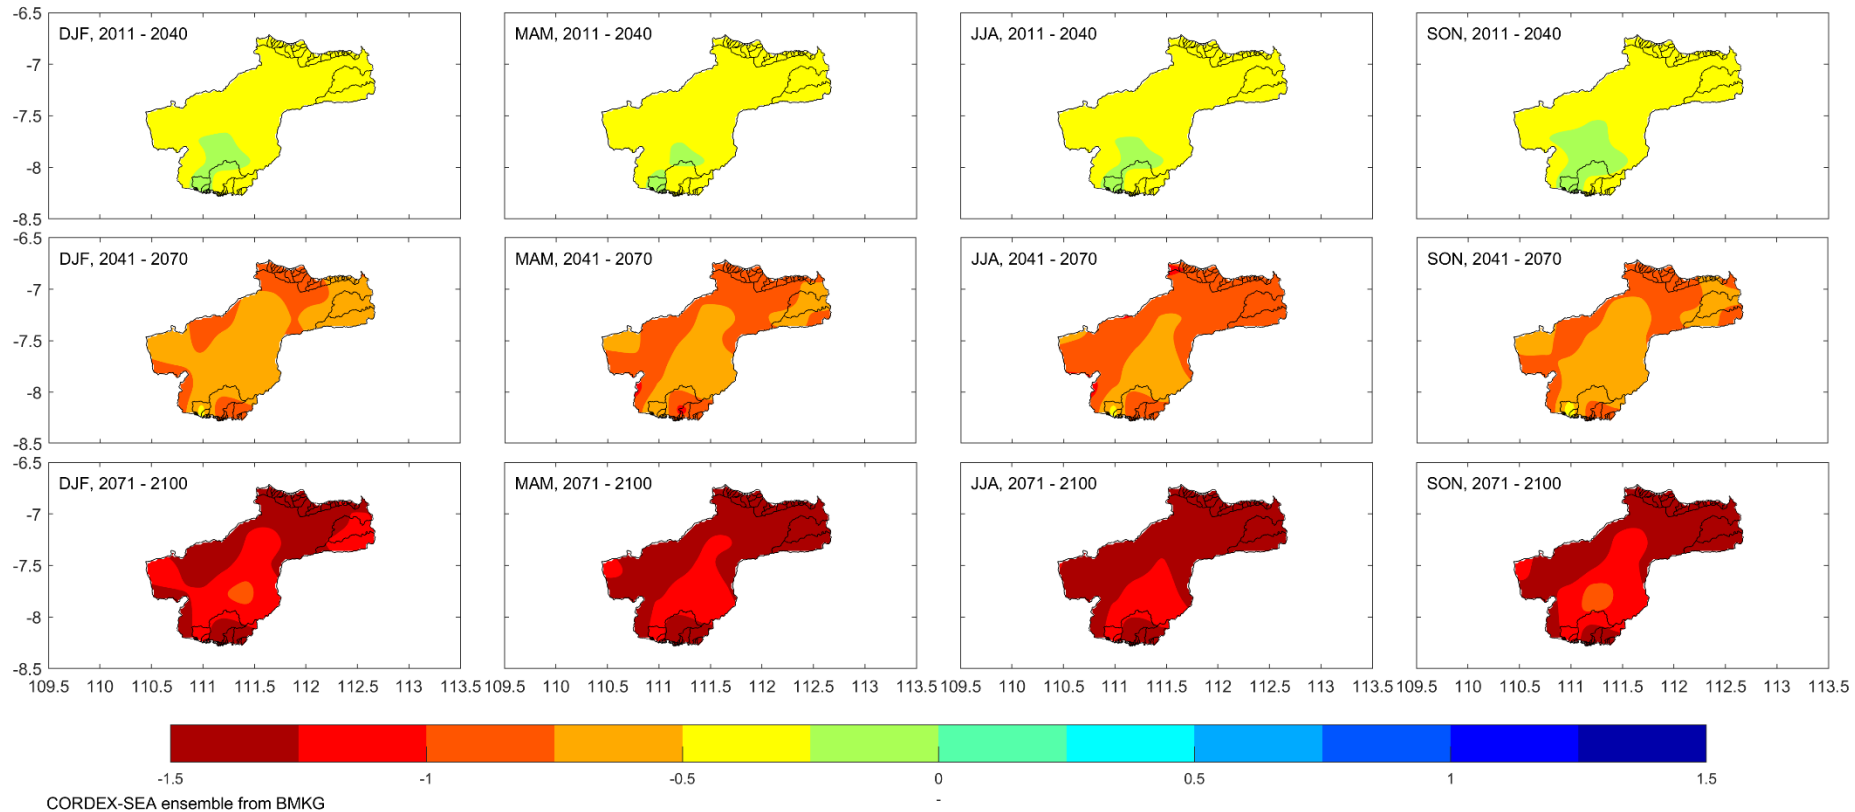 -6.5
DJF, 2011 - 2040
MAM, 2011 - 2040
JJA, 2011 - 2040
SON, 2011 - 2040
-7
-7.5
-8
-8.5
-6.5
DJF, 2041 - 2070
MAM, 2041 - 2070
JJA, 2041 - 2070
SON, 2041 - 2070
-7
-7.5
-8
-8.5
-6.5
DJF, 2071 - 2100
MAM, 2071 - 2100
JJA, 2071 - 2100
SON, 2071 - 2100
-7
-7.5
-8
-8.5
109.5 110 110.5 111 111.5 112 112.5 113 113.5 109.5 110 110.5 111 111.5 112 112.5 113 113.5 109.5 110 110.5 111 111.5 112 112.5 113 113.5 109.5 110 110.5 111 111.5 112 112.5 113 113.5
-1.5 -1 -0.5 0 0.5 1 1.5
CORDEX-SEA ensemble from BMKG
-